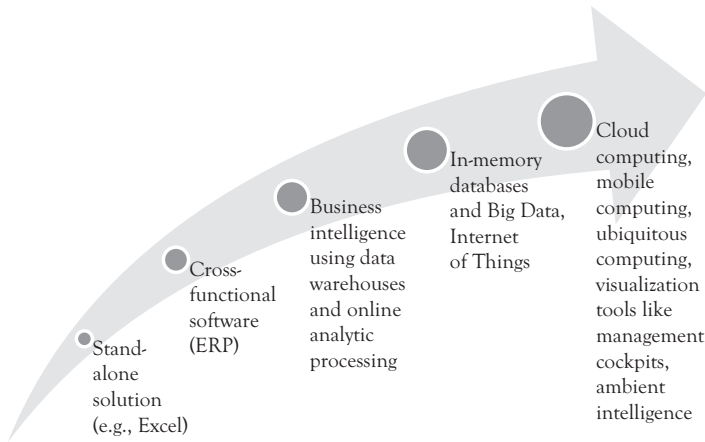 Stand-
alone
solution
(e.g., Excel)
Cross-
functional
software
(ERP)
Business
intelligence
using data
warehouses
and online
analytic
processing
In-memory
databases
and Big Data,
Internet
of Things
Cloud
computing,
mobile
computing,
ubiquitous
computing,
visualization
tools like
management
cockpits,
ambient
intelligence